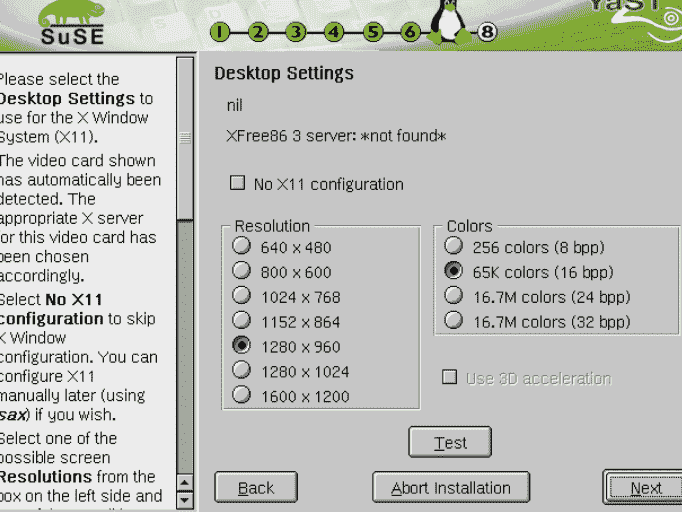 SuSE
YaST
1 2 3 4 5 6 8
Please select the
Desktop Settings to
use for the X Window
System (X11).
The video card shown
has automatically been
detected. The
appropriate X server
for this video card has
been chosen
accordingly.
Select No X11
configuration to skip
X Window
configuration. You can
configure X11
manually later (using
sax) if you wish.
Select one of the
possible screen
Resolutions from the
box on the left side and
Desktop Settings
nil
XFree86 3 server: *not found*
No X11 configuration
Resolution
640 x 480
800 x 600
1024 x 768
1152 x 864
1280 x 960
1280 x 1024
1600 x 1200
Colors
256 colors (8 bpp)
65K colors (16 bpp)
16.7M colors (24 bpp)
16.7M colors (32 bpp)
Use 3D acceleration
Test
Back
Abort Installation
Next